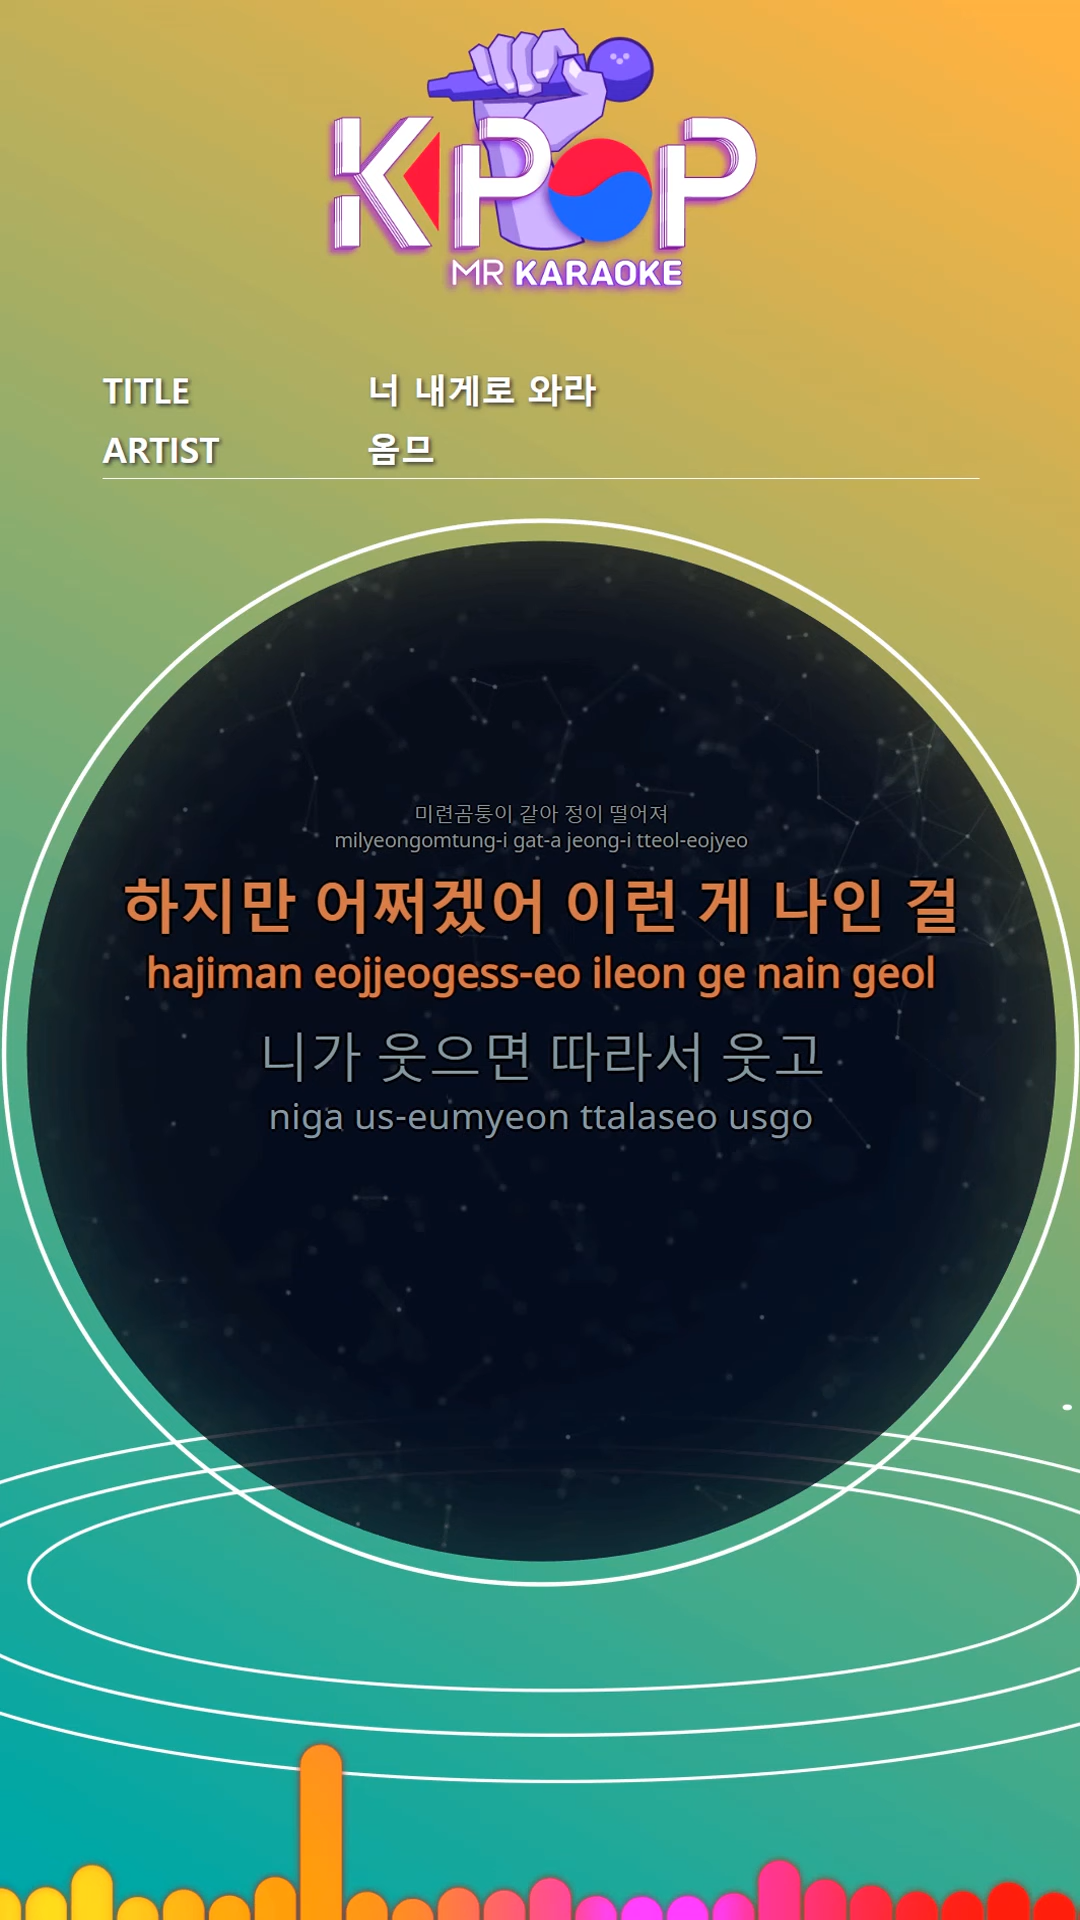 KPOP
MR KARAOKE
TITLE 너 내게로 와라
ARTIST 옴므
미련곰퉁이 같아 정이 떨어져
milyeongomtung-i gat-a jeong-i tteol-eojyeo
하지만 어쩌겠어 이런 게 나인 걸
hajiman eojjeogess-eo ileon ge nain geol
니가 웃으면 따라서 웃고
niga us-eumyeon ttalaseo usgo